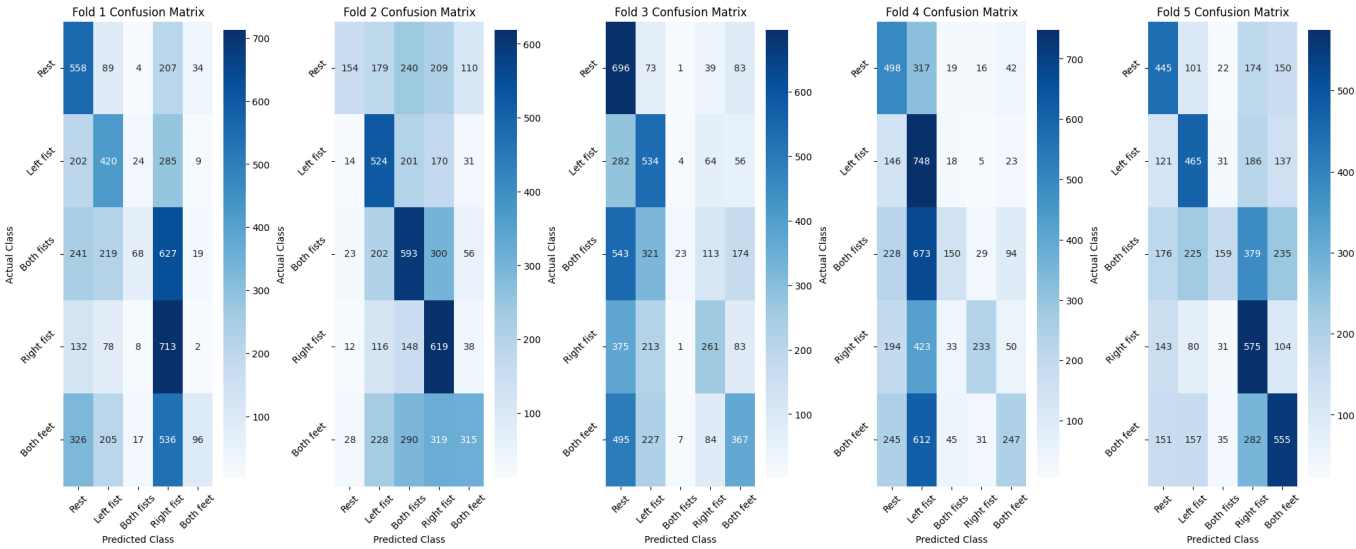 Fold 1 Confusion Matrix
Actual Class
Rest 558 89 4 207 34
Left fist 202 420 24 285 9
Both fists 241 219 68 627 19
Right fist 132 78 8 713 2
Both feet 326 205 17 536 96
Rest Left fist Both fists Right fist Both feet
Predicted Class
700
600
500
400
300
200
100
Fold 2 Confusion Matrix
Rest 154 179 240 209 110
Left fist 14 524 201 170 31
Both fists 23 202 593 300 56
Right fist 12 116 148 619 38
Both feet 28 228 290 319 315
Actual Class
Rest Left fist Both fists Right fist Both feet
Predicted Class
600
500
400
300
200
100
Fold 3 Confusion Matrix
Rest 696 73 1 39 83
Left fist 282 534 4 64 56
Both fists 543 321 23 113 174
Right fist 375 213 1 261 83
Both feet 495 227 7 84 367
Actual Class
Rest Left fist Both fists Right fist Both feet
Predicted Class
600
500
400
300
200
100
Fold 4 Confusion Matrix
Rest 498 317 19 16 42
Left fist 146 748 18 5 23
Both fists 228 673 150 29 94
Right fist 194 423 33 233 50
Both feet 245 612 45 31 247
Actual Class
Rest Left fist Both fists Right fist Both feet
Predicted Class
700
600
500
400
300
200
100
Fold 5 Confusion Matrix
Rest 445 101 22 174 150
Left fist 121 465 31 186 137
Both fists 176 225 159 379 235
Right fist 143 80 31 575 104
Both feet 151 157 35 282 555
Actual Class
Rest Left fist Both fists Right fist Both feet
Predicted Class
500
400
300
200
100